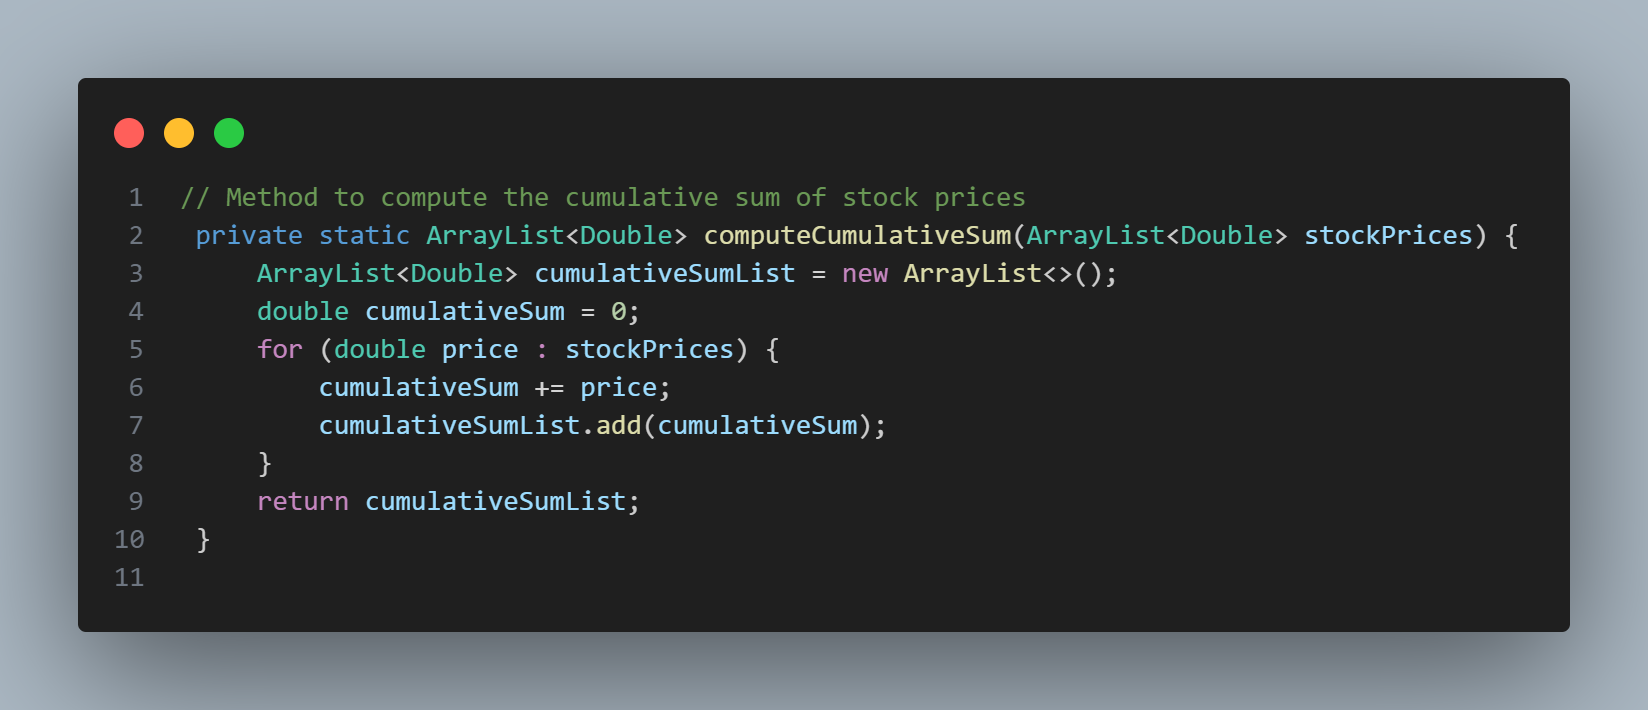 1 // Method to compute the cumulative sum of stock prices
2 private static ArrayList<Double> computeCumulativeSum(ArrayList<Double> stockPrices) {
3 ArrayList<Double> cumulativeSumList = new ArrayList<>();
4 double cumulativeSum = 0;
5 for (double price : stockPrices) {
6 cumulativeSum += price;
7 cumulativeSumList.add(cumulativeSum);
8 }
9 return cumulativeSumList;
10 }
11